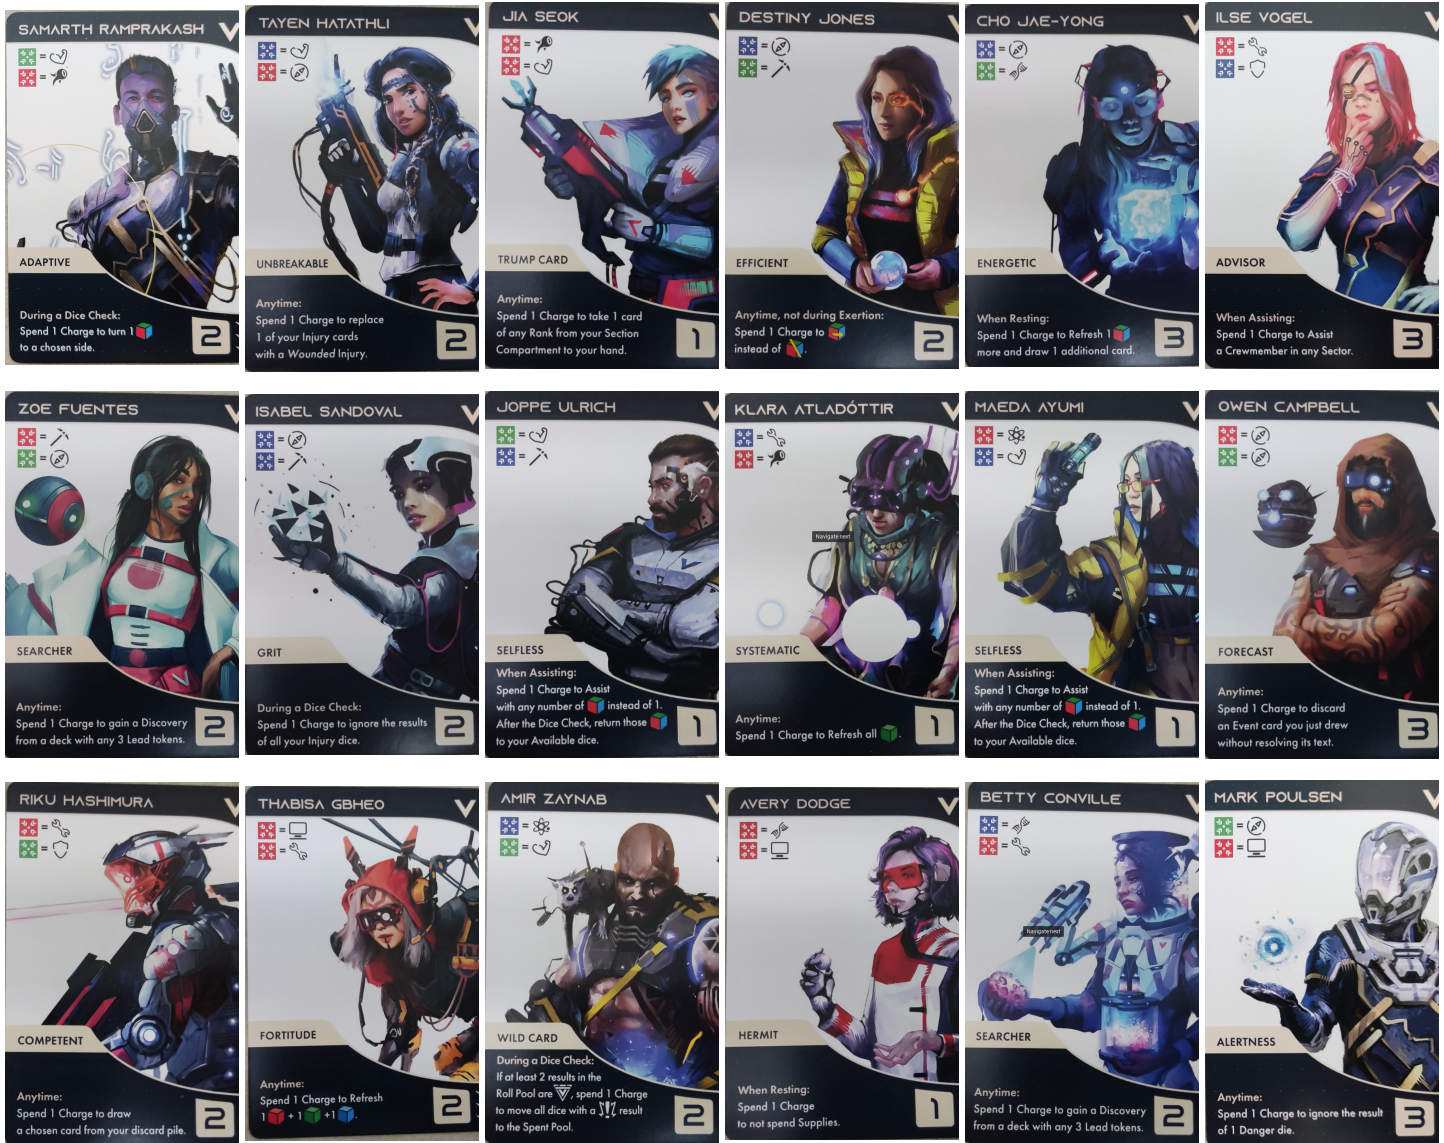 SAMARTH RAMPRAKASH
ADAPTIVE
During a Dice Check:
Spend 1 Charge to turn 1
to a chosen side.
2
TAYEN HATATHLI
UNBREAKABLE
Anytime:
Spend 1 Charge to replace
1 of your Injury cards
with a Wounded Injury.
2
JIA SEOK
TRUMP CARD
Anytime:
Spend 1 Charge to take 1 card
of any Rank from your Section
Compartment to your hand.
1
DESTINY JONES
EFFICIENT
Anytime, not during Exertion:
Spend 1 Charge to
instead of .
2
CHO JAE-YONG
ENERGETIC
When Resting:
Spend 1 Charge to Refresh 1
more and draw 1 additional card.
3
ILSE VOGEL
ADVISOR
When Assisting:
Spend 1 Charge to Assist
a Crewmember in any Sector.
3
ZOE FUENTES
SEARCHER
Anytime:
Spend 1 Charge to gain a Discovery
from a deck with any 3 Lead tokens.
2
ISABEL SANDOVAL
GRIT
During a Dice Check:
Spend 1 Charge to ignore the results
of all your Injury dice.
2
JOPPE ULRICH
SELFLESS
When Assisting:
Spend 1 Charge to Assist
with any number of instead of 1.
After the Dice Check, return those
to your Available dice.
1
KLARA ATLADÓTTIR
Navigate next
SYSTEMATIC
Anytime:
Spend 1 Charge to Refresh all .
1
MAEDA AYUMI
SELFLESS
When Assisting:
Spend 1 Charge to Assist
with any number of instead of 1.
After the Dice Check, return those
to your Available dice.
1
OWEN CAMPBELL
FORECAST
Anytime:
Spend 1 Charge to discard
an Event card you just drew
without resolving its text.
3
RIKU HASHIMURA
COMPETENT
Anytime:
Spend 1 Charge to draw
a chosen card from your discard pile.
2
THABISA GBHEO
FORTITUDE
Anytime:
Spend 1 Charge to Refresh
1 + 1 + 1 .
2
AMIR ZAYNAB
WILD CARD
During a Dice Check:
If at least 2 results in the
Roll Pool are , spend 1 Charge
to move all dice with a result
to the Spent Pool.
2
AVERY DODGE
HERMIT
When Resting:
Spend 1 Charge
to not spend Supplies.
1
BETTY CONVILLE
Navigate next
SEARCHER
Anytime:
Spend 1 Charge to gain a Discovery
from a deck with any 3 Lead tokens.
2
MARK POULSEN
ALERTNESS
Anytime:
Spend 1 Charge to ignore the result
of 1 Danger die.
3